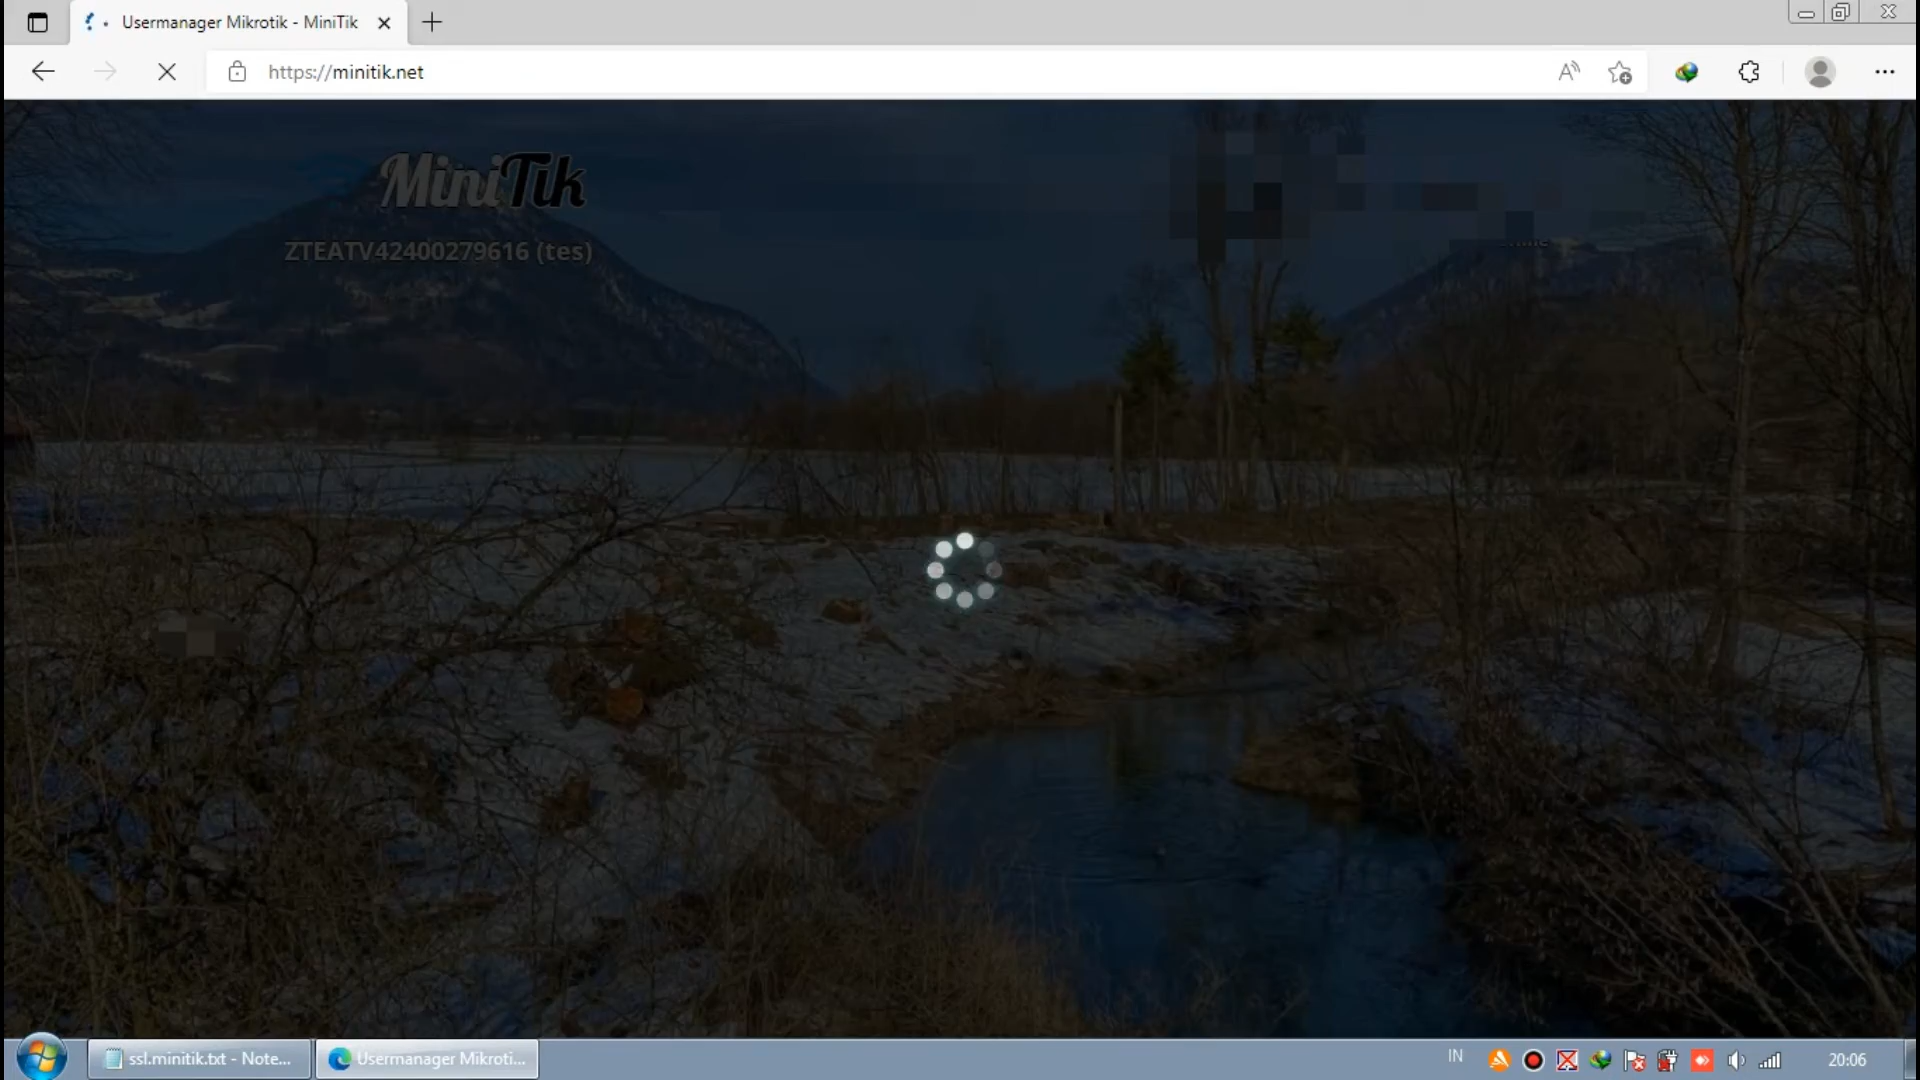 Usermanager Mikrotik - MiniTik
https://minitik.net
MiniTik
ZTEATV42400279616 (tes)
ssl.minitik.txt - Note...
Usermanager Mikroti...
IN
20:06